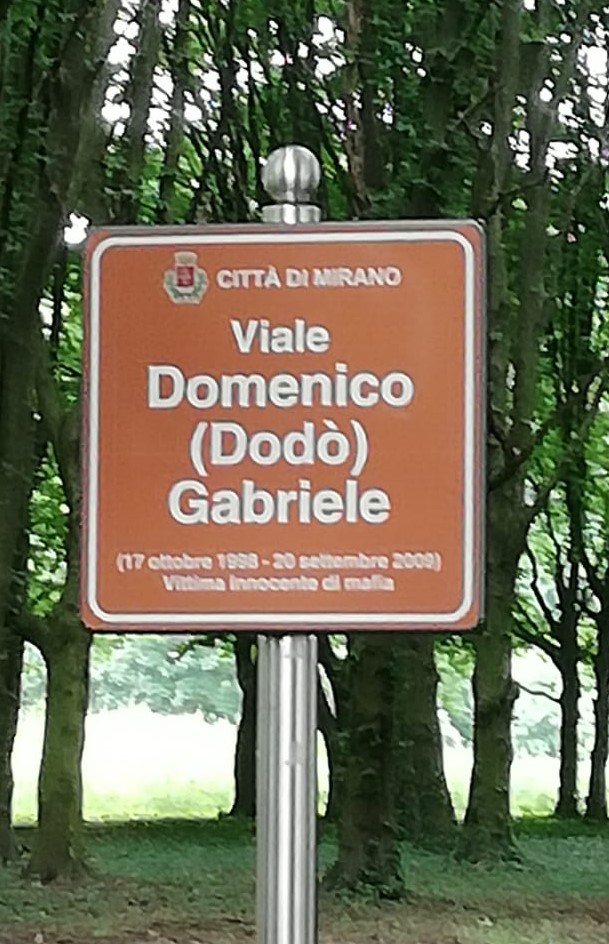 CITTÀ DI MIRANO
Viale
Domenico
(Dodò)
Gabriele
(17 ottobre 1998 - 20 settembre 2009)
Vittima innocente di mafia